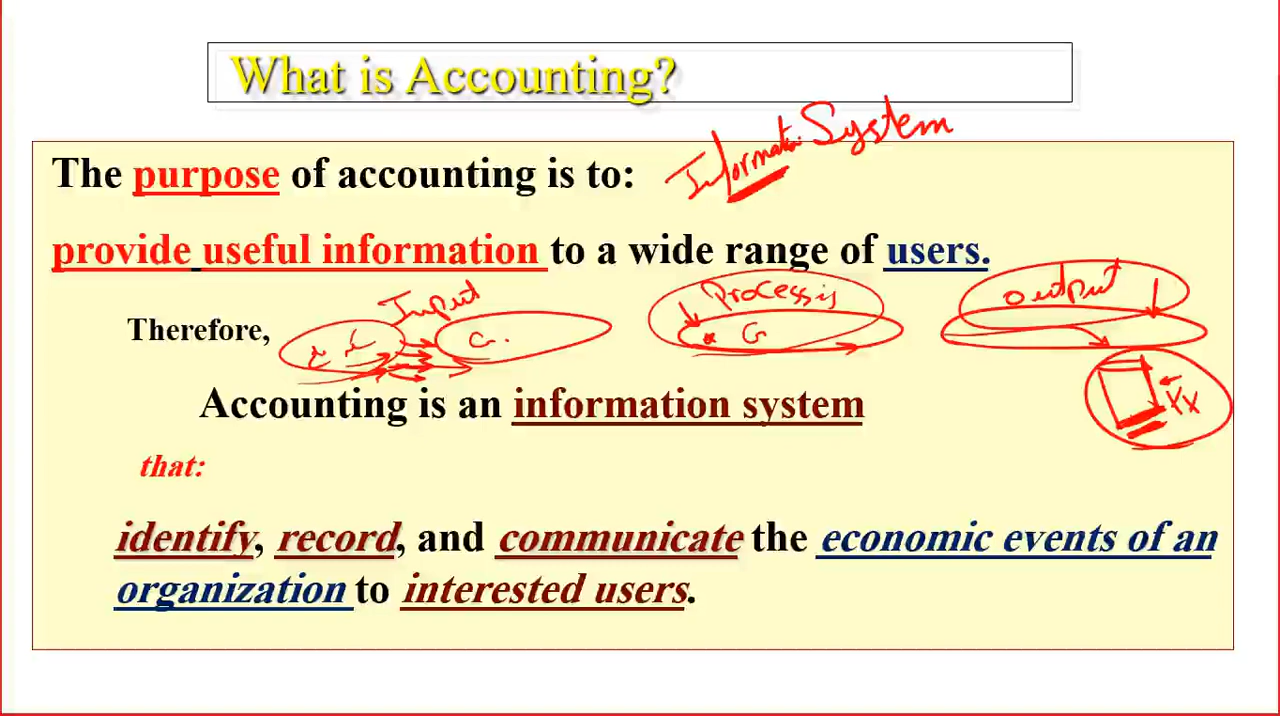 What is Accounting?
Information System
The purpose of accounting is to:
provide useful information to a wide range of users.
Input
Processis
output
Therefore,
G.
G
Accounting is an information system
that:
identify, record, and communicate the economic events of an
organization to interested users.